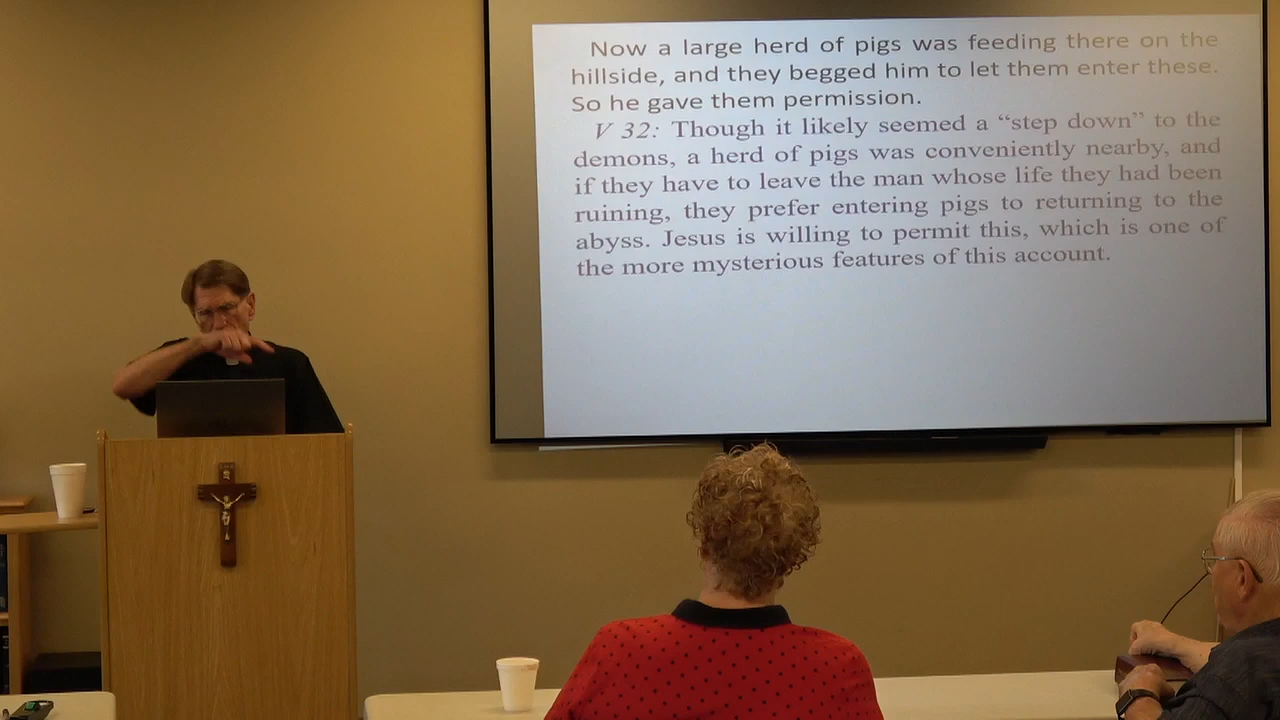 Now a large herd of pigs was feeding there on the
hillside, and they begged him to let them enter these.
So he gave them permission.
V 32: Though it likely seemed a “step down” to the
demons, a herd of pigs was conveniently nearby, and
if they have to leave the man whose life they had been
ruining, they prefer entering pigs to returning to the
abyss. Jesus is willing to permit this, which is one of
the more mysterious features of this account.